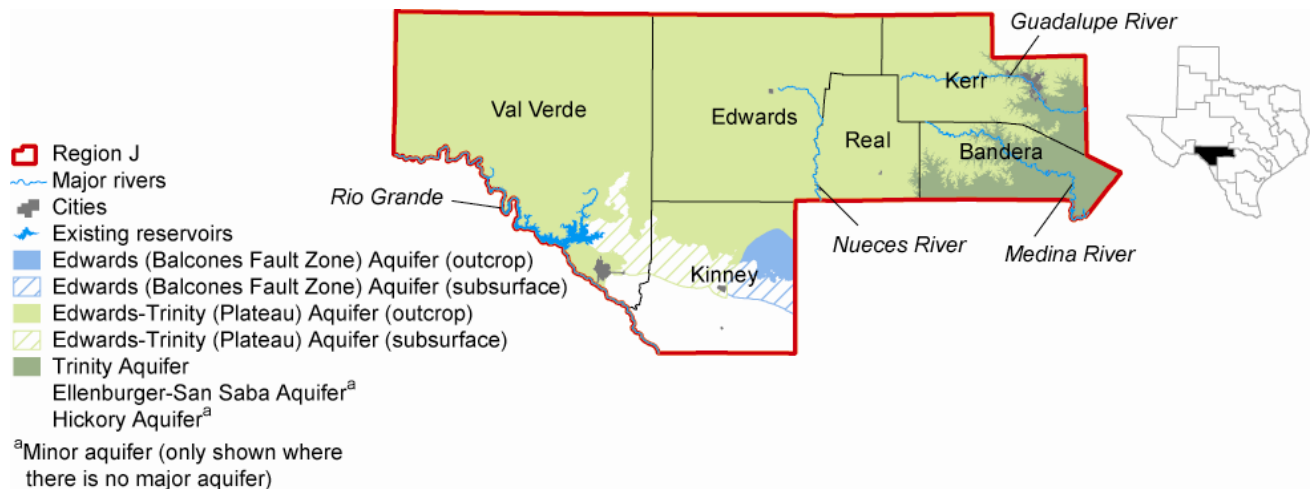 Guadalupe River
Kerr
Val Verde
Edwards
Real
Bandera
Rio Grande
Nueces River
Medina River
Kinney
Region J
Major rivers
Cities
Existing reservoirs
Edwards (Balcones Fault Zone) Aquifer (outcrop)
Edwards (Balcones Fault Zone) Aquifer (subsurface)
Edwards-Trinity (Plateau) Aquifer (outcrop)
Edwards-Trinity (Plateau) Aquifer (subsurface)
Trinity Aquifer
Ellenburger-San Saba Aquifera
Hickory Aquifera
aMinor aquifer (only shown where
there is no major aquifer)